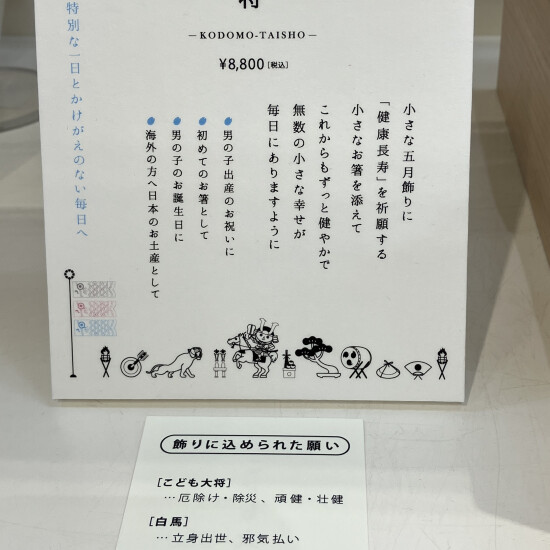 将
－KODOMO-TAISHO－
¥8,800[税込]
小さな五月飾りに
「健康長寿」を祈願する
小さなお箸を添えて
これからもずっと健やかで
無数の小さな幸せが
毎日にありますように
● 男の子出産のお祝いに
● 初めてのお箸として
● 男の子のお誕生日に
● 海外の方へ日本のお土産として
特別な一日とかけがえのない毎日へ
飾りに込められた願い
[こども大将]
…厄除け・除災、頑健・壮健
[白馬]
…立身出世、邪気払い